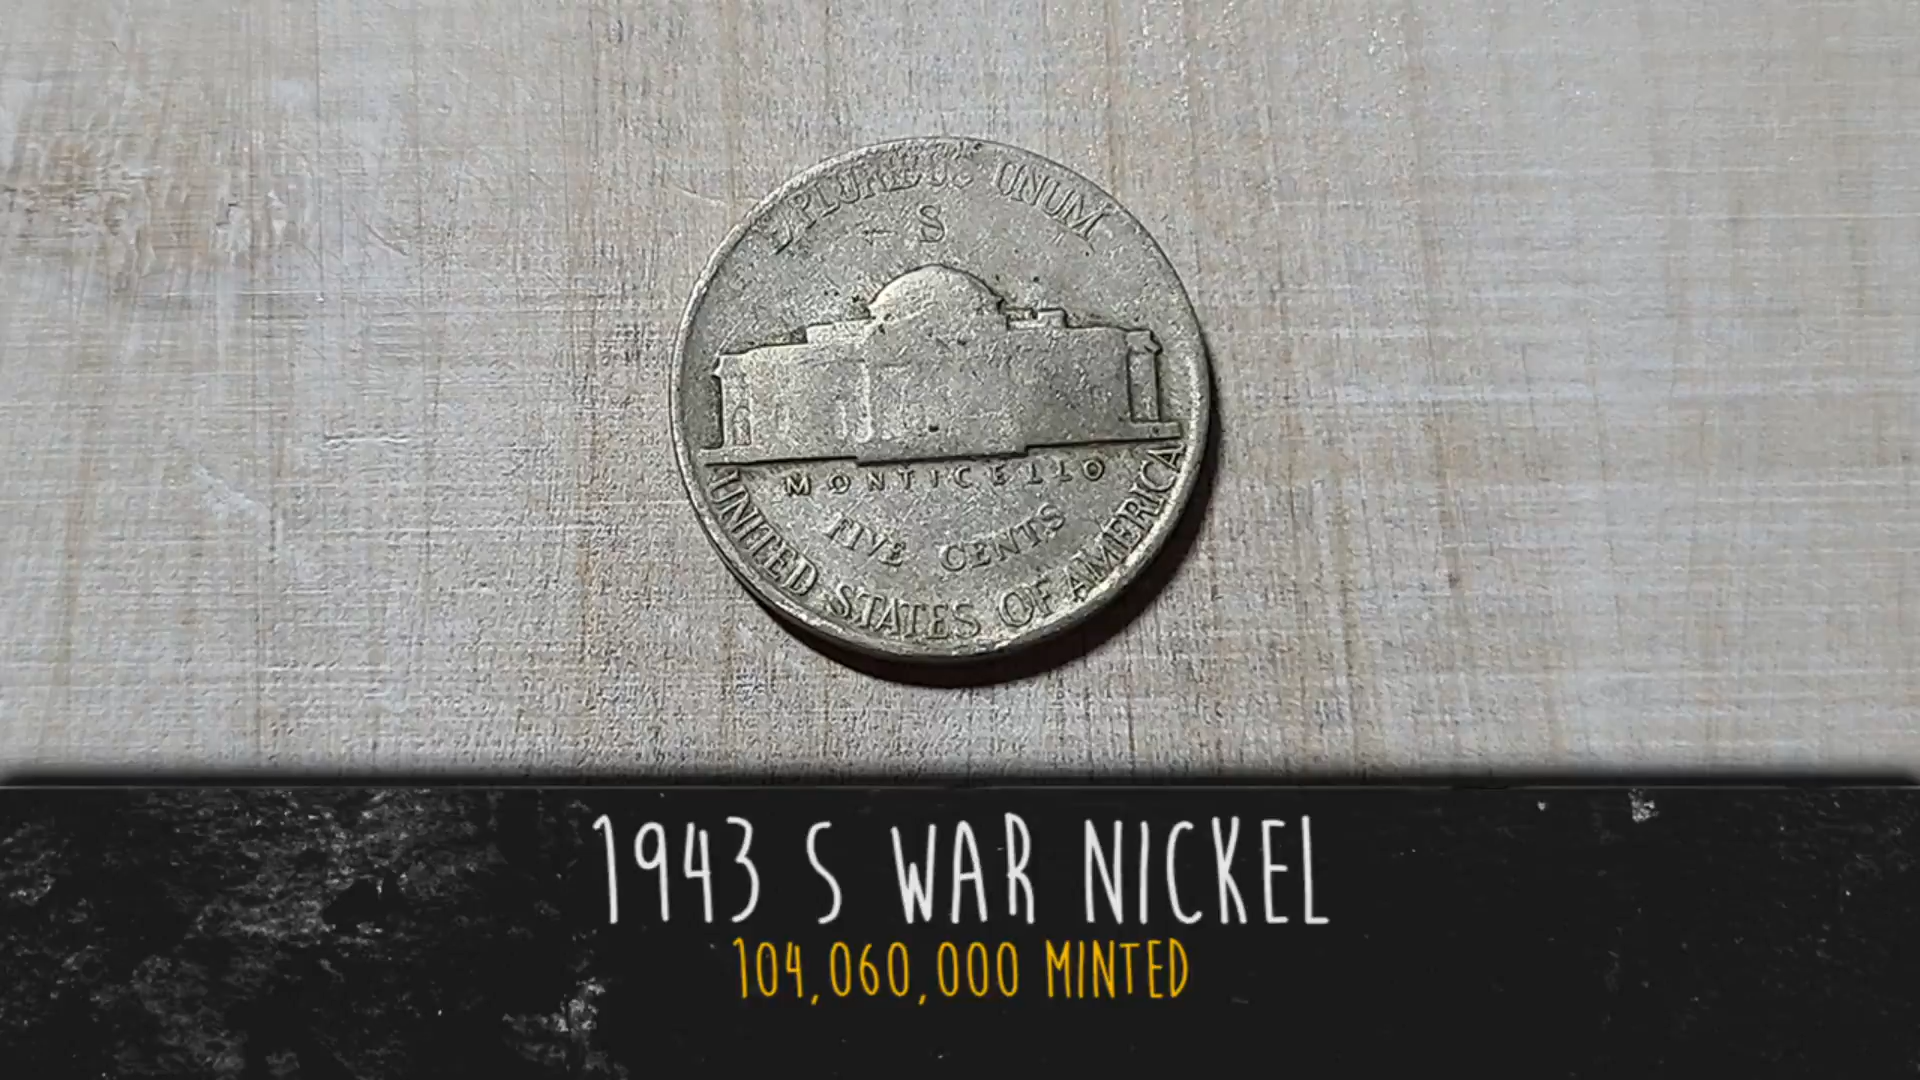 E PLURIBUS UNUM
S
MONTICELLO
FIVE CENTS
UNITED STATES OF AMERICA
1943 S WAR NICKEL
104,060,000 MINTED